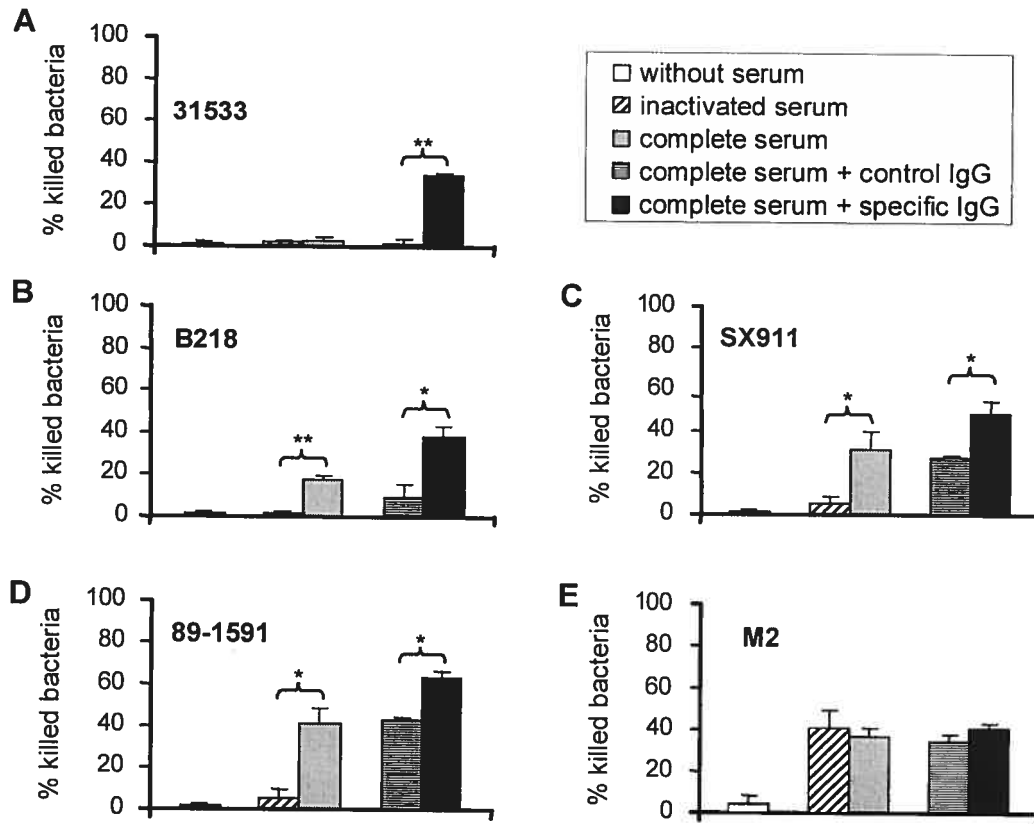 A
100
80
60
40
20
0
% killed bacteria
31533
**
without serum
inactivated serum
complete serum
complete serum + control IgG
complete serum + specific IgG
B
100
80
60
40
20
0
% killed bacteria
B218
**
*
C
100
80
60
40
20
0
% killed bacteria
SX911
*
*
D
100
80
60
40
20
0
% killed bacteria
89-1591
*
*
E
100
80
60
40
20
0
% killed bacteria
M2